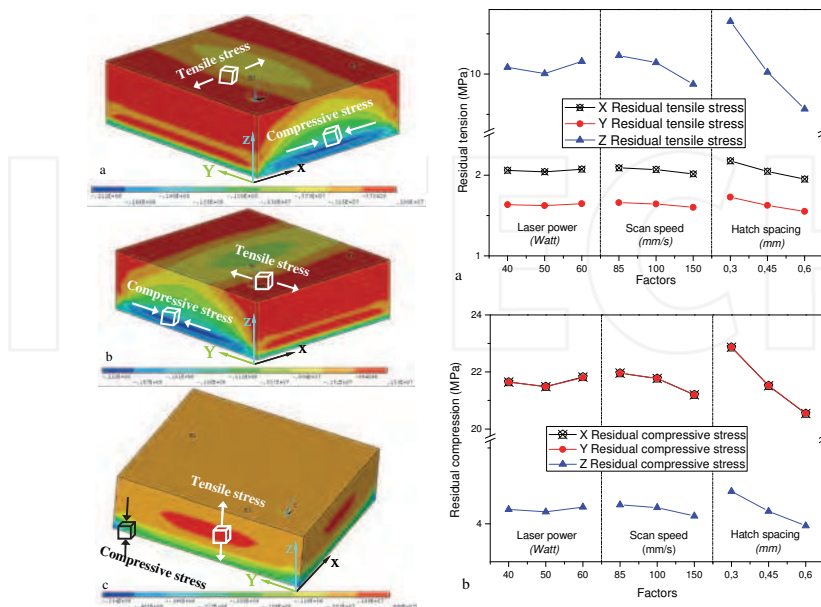 Tensile stress
Compressive stress
Z
Y
X
a
Tensile stress
Compressive stress
Z
Y
X
b
Tensile stress
Compressive stress
Z
Y
X
c
Residual tension (MPa)
10
2
1
X Residual tensile stress
Y Residual tensile stress
Z Residual tensile stress
Laser power
(Watt)
Scan speed
(mm/s)
Hatch spacing
(mm)
40 50 60 85 100 150 0,3 0,45 0,6
Factors
a
Residual compression (MPa)
24
22
20
4
X Residual compressive stress
Y Residual compressive stress
Z Residual compressive stress
Laser power
(Watt)
Scan speed
(mm/s)
Hatch spacing
(mm)
40 50 60 85 100 150 0,3 0,45 0,6
Factors
b